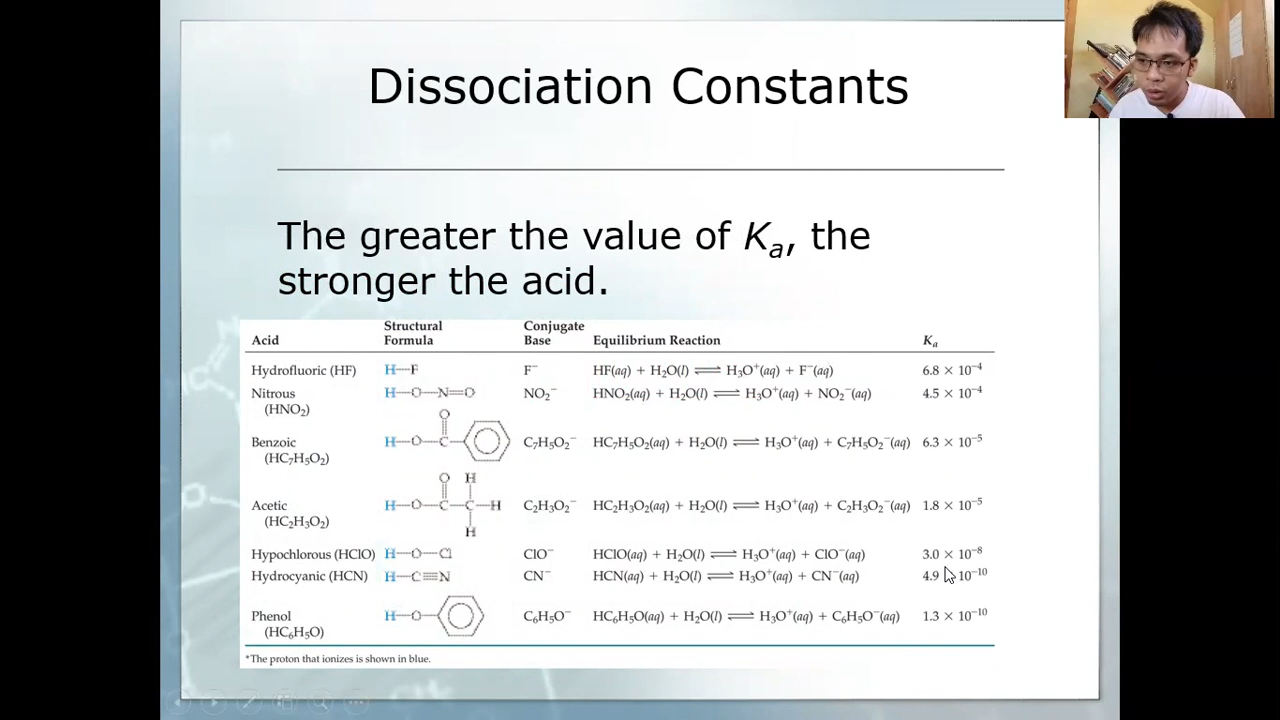 Dissociation Constants
The greater the value of Kₐ, the
stronger the acid.
Acid Structural Formula Conjugate Base Equilibrium Reaction Kₐ
Hydrofluoric (HF) H—F F⁻ HF(aq) + H₂O(l) ⇌ H₃O⁺(aq) + F⁻(aq) 6.8 × 10⁻⁴
Nitrous H—O—N=O NO₂⁻ HNO₂(aq) + H₂O(l) ⇌ H₃O⁺(aq) + NO₂⁻(aq) 4.5 × 10⁻⁴
(HNO₂)
O
Benzoic H—O—C— C₇H₅O₂⁻ HC₇H₅O₂(aq) + H₂O(l) ⇌ H₃O⁺(aq) + C₇H₅O₂⁻(aq) 6.3 × 10⁻⁵
(HC₇H₅O₂)
O H
Acetic H—O—C—C—H C₂H₃O₂⁻ HC₂H₃O₂(aq) + H₂O(l) ⇌ H₃O⁺(aq) + C₂H₃O₂⁻(aq) 1.8 × 10⁻⁵
(HC₂H₃O₂)
H
Hypochlorous (HClO) H—O—Cl ClO⁻ HClO(aq) + H₂O(l) ⇌ H₃O⁺(aq) + ClO⁻(aq) 3.0 × 10⁻⁸
Hydrocyanic (HCN) H—C≡N CN⁻ HCN(aq) + H₂O(l) ⇌ H₃O⁺(aq) + CN⁻(aq) 4.9 10⁻¹⁰
Phenol H—O— C₆H₅O⁻ HC₆H₅O(aq) + H₂O(l) ⇌ H₃O⁺(aq) + C₆H₅O⁻(aq) 1.3 × 10⁻¹⁰
(HC₆H₅O)
*The proton that ionizes is shown in blue.